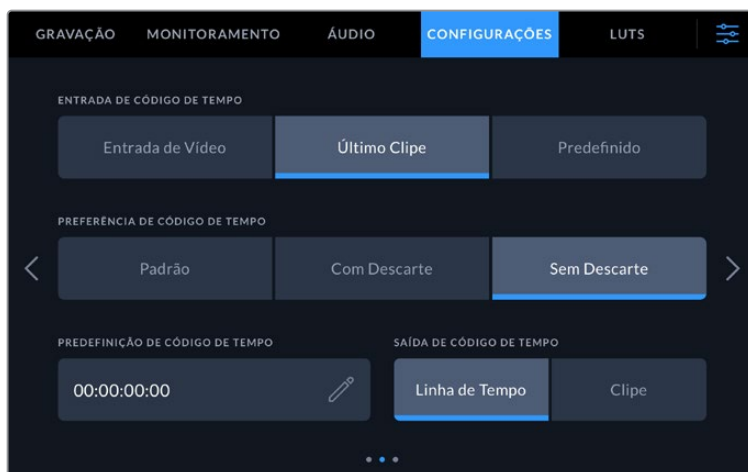 GRAVAÇÃO MONITORAMENTO ÁUDIO CONFIGURAÇÕES LUTS
ENTRADA DE CÓDIGO DE TEMPO
Entrada de Vídeo Último Clipe Predefinido
PREFERÊNCIA DE CÓDIGO DE TEMPO
Padrão Com Descarte Sem Descarte
PREDEFINIÇÃO DE CÓDIGO DE TEMPO SAÍDA DE CÓDIGO DE TEMPO
00:00:00:00 Linha de Tempo Clipe